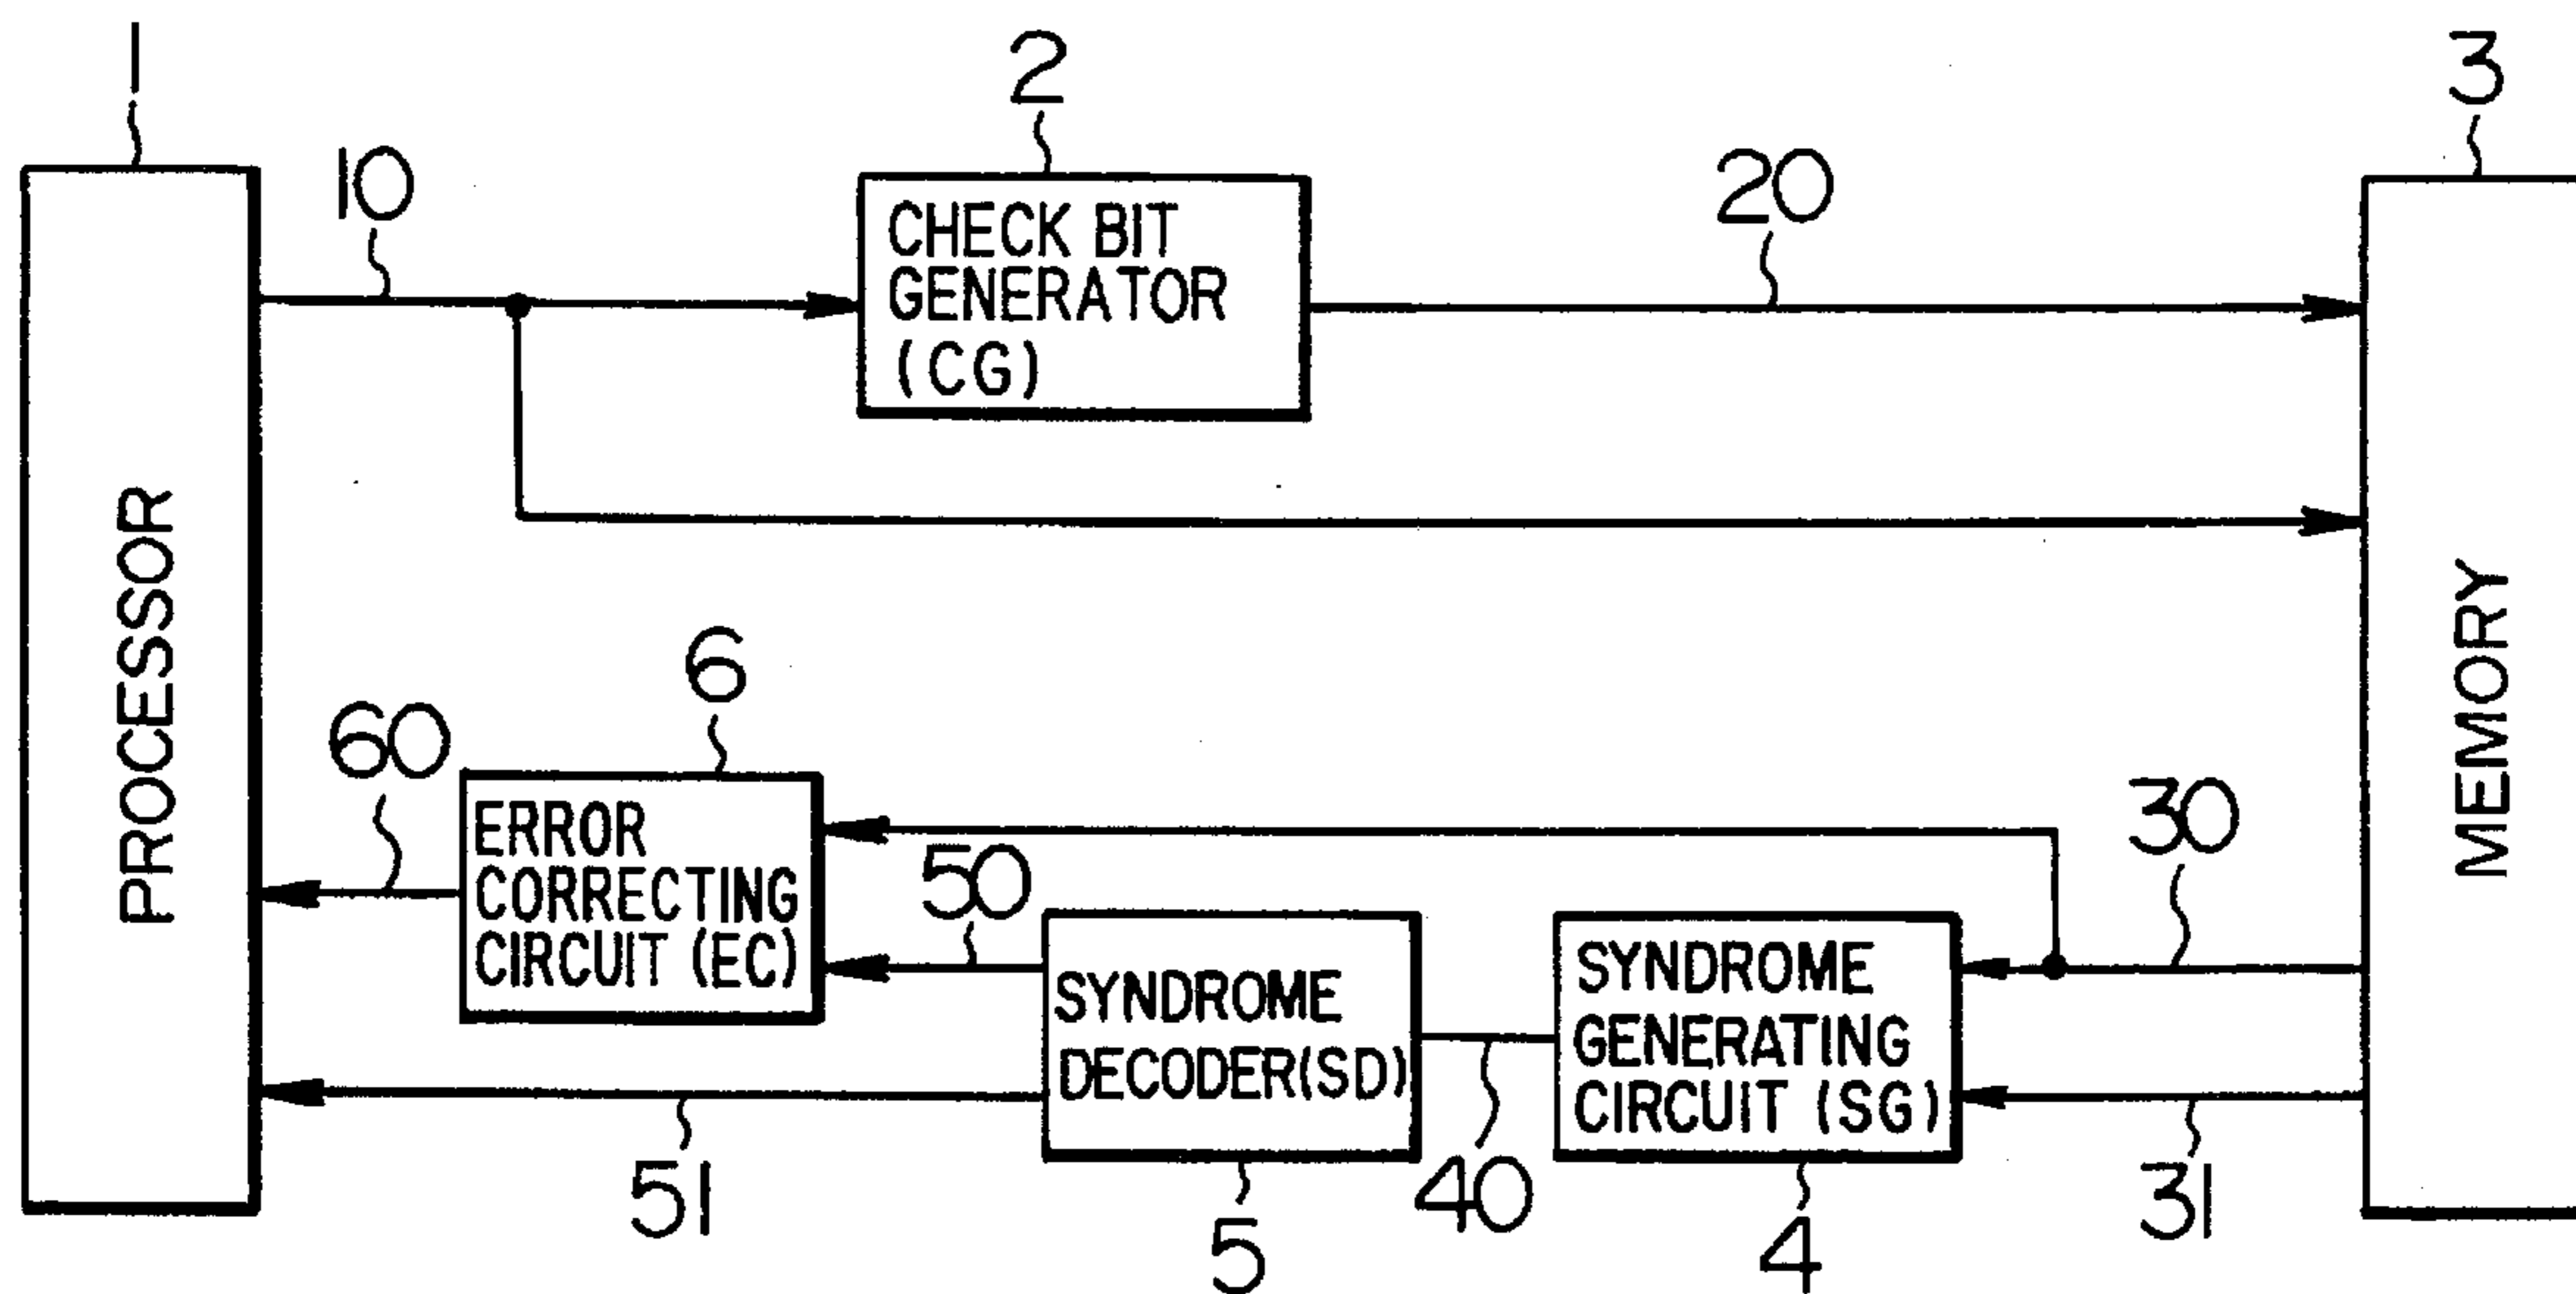 1
2
3
10
20
CHECK BIT
GENERATOR
(CG)
PROCESSOR
MEMORY
6
60
30
ERROR
CORRECTING
CIRCUIT (EC)
50
SYNDROME
DECODER(SD)
SYNDROME
GENERATING
CIRCUIT (SG)
51
5
40
4
31